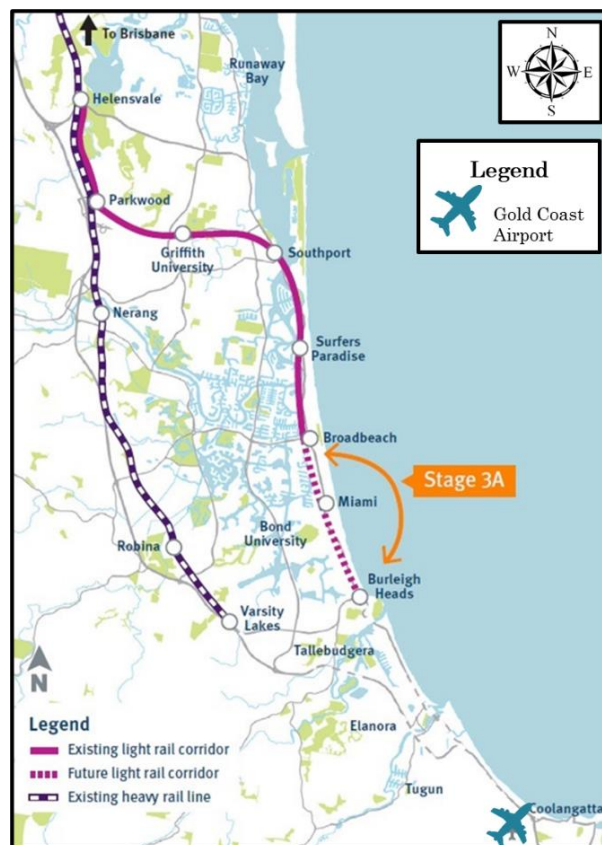 To Brisbane
Runaway
Bay
N
W
E
S
Helensvale
Legend
Gold Coast
Airport
Parkwood
Griffith
University
Southport
Nerang
Surfers
Paradise
Broadbeach
Stage 3A
Miami
Bond
University
Robina
Burleigh
Heads
Varsity
Lakes
Tallebudgera
N
Legend
Existing light rail corridor
Future light rail corridor
Existing heavy rail line
Elanora
Tugun
Coolangatta